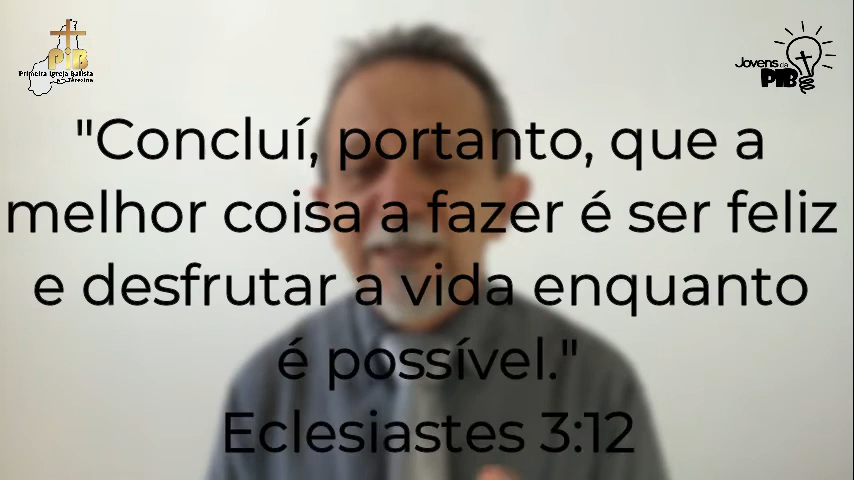 PIB
Primeira Igreja Batista
Teresina
Jovens da
PIB
"Concluí, portanto, que a
melhor coisa a fazer é ser feliz
e desfrutar a vida enquanto
é possível."
Eclesiastes 3:12